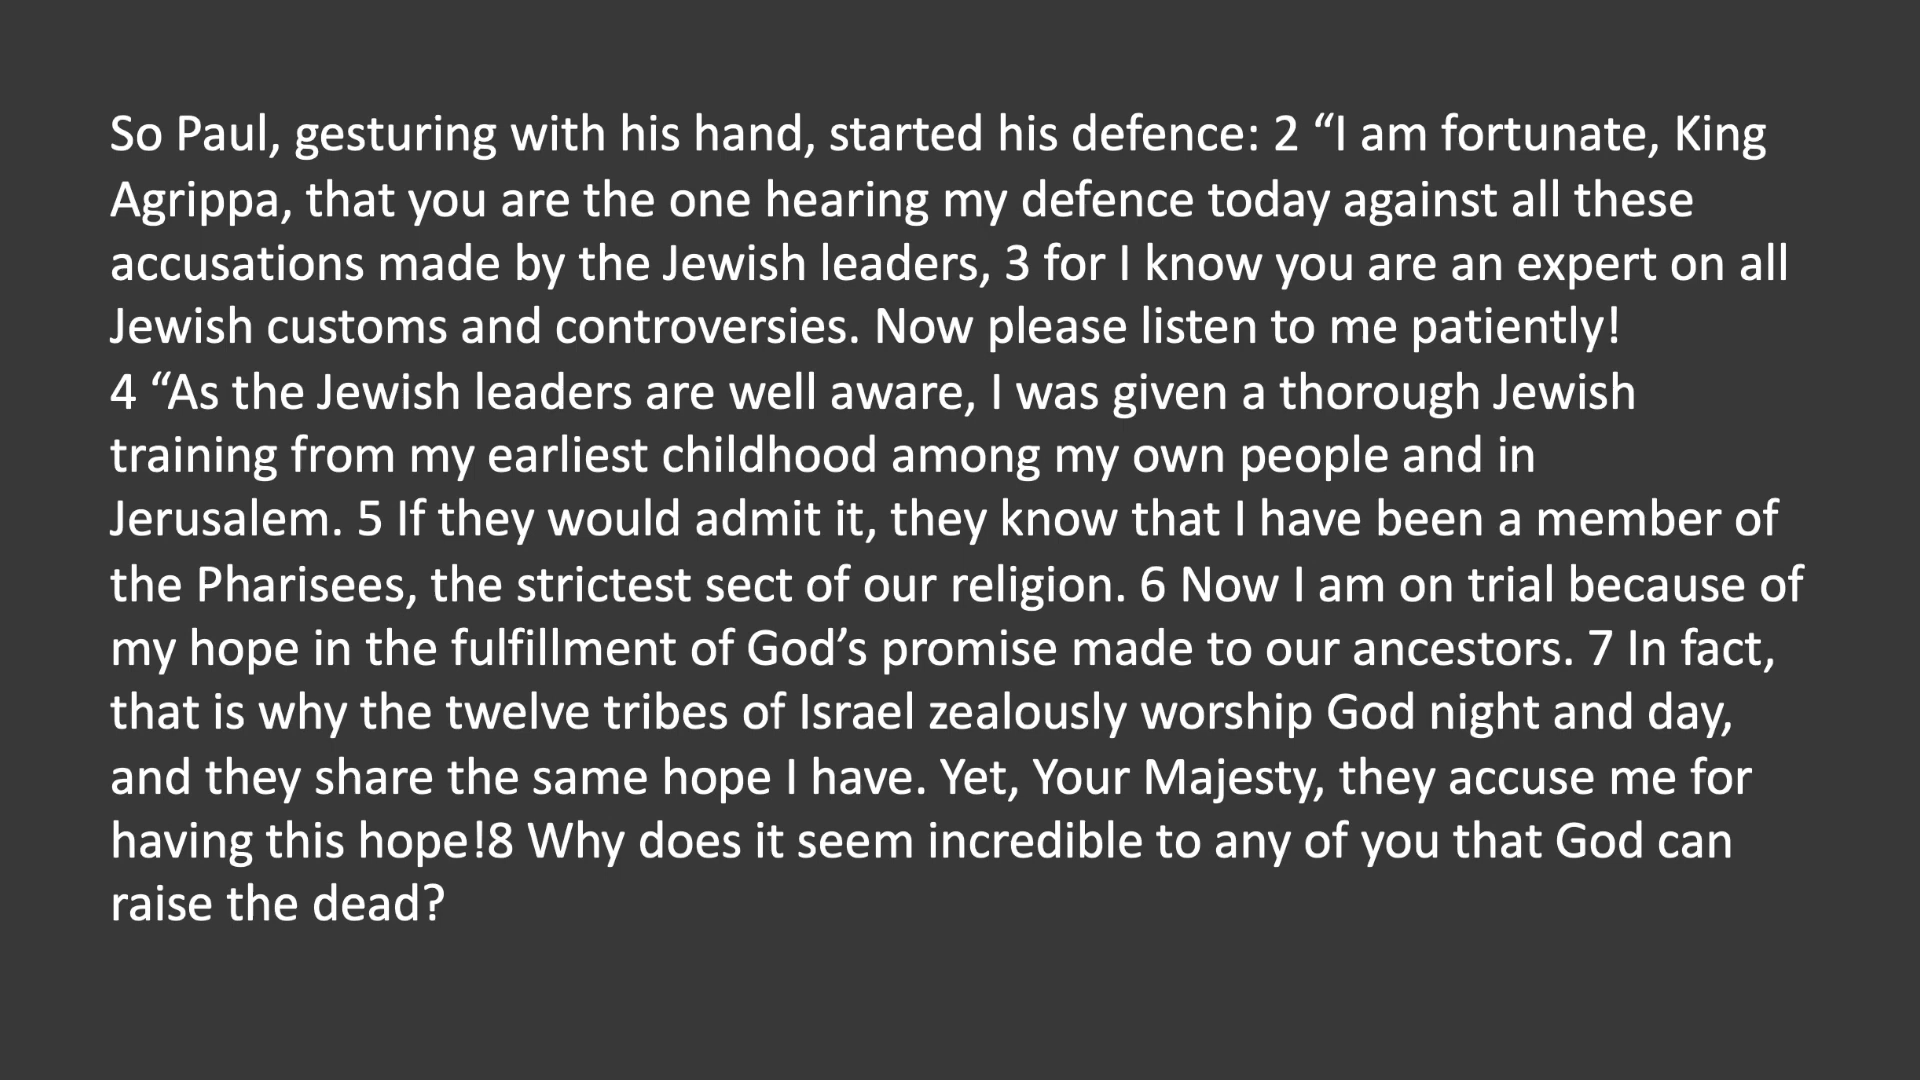 So Paul, gesturing with his hand, started his defence: 2 “I am fortunate, King
Agrippa, that you are the one hearing my defence today against all these
accusations made by the Jewish leaders, 3 for I know you are an expert on all
Jewish customs and controversies. Now please listen to me patiently!
4 “As the Jewish leaders are well aware, I was given a thorough Jewish
training from my earliest childhood among my own people and in
Jerusalem. 5 If they would admit it, they know that I have been a member of
the Pharisees, the strictest sect of our religion. 6 Now I am on trial because of
my hope in the fulfillment of God’s promise made to our ancestors. 7 In fact,
that is why the twelve tribes of Israel zealously worship God night and day,
and they share the same hope I have. Yet, Your Majesty, they accuse me for
having this hope!8 Why does it seem incredible to any of you that God can
raise the dead?